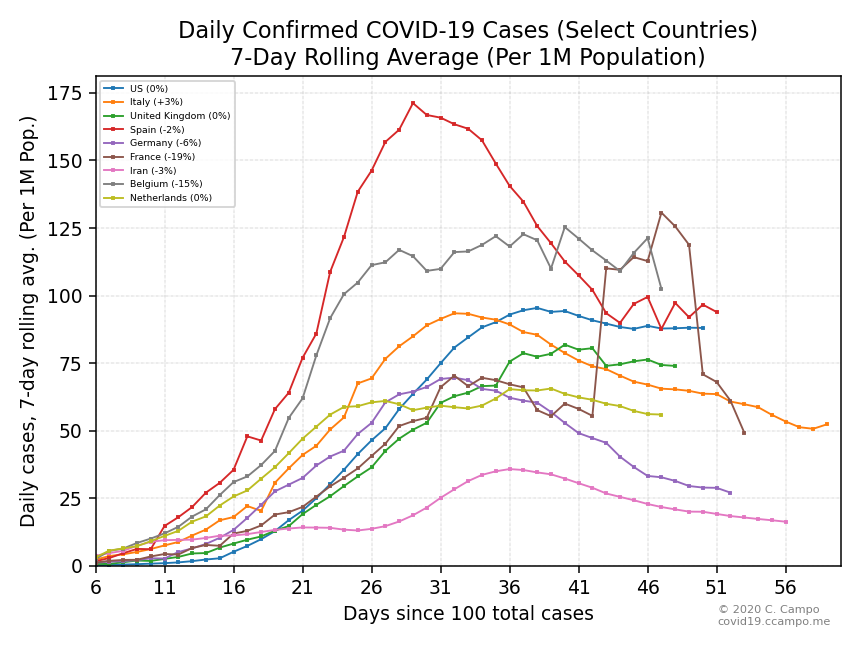 Daily Confirmed COVID-19 Cases (Select Countries)
7-Day Rolling Average (Per 1M Population)
Daily cases, 7-day rolling avg. (Per 1M Pop.)
175
150
125
100
75
50
25
0
US (0%)
Italy (+3%)
United Kingdom (0%)
Spain (-2%)
Germany (-6%)
France (-19%)
Iran (-3%)
Belgium (-15%)
Netherlands (0%)
6 11 16 21 26 31 36 41 46 51 56
Days since 100 total cases
© 2020 C. Campo
covid19.ccampo.me